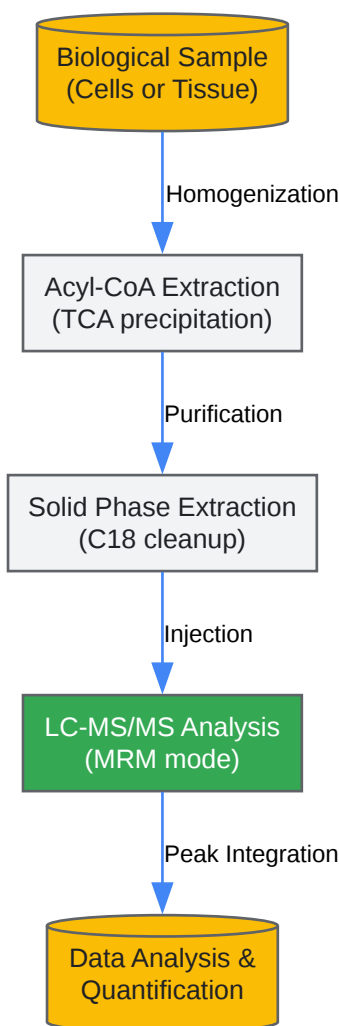 Biological Sample
(Cells or Tissue)
Homogenization
Acyl-CoA Extraction
(TCA precipitation)
Purification
Solid Phase Extraction
(C18 cleanup)
Injection
LC-MS/MS Analysis
(MRM mode)
Peak Integration
Data Analysis &
Quantification